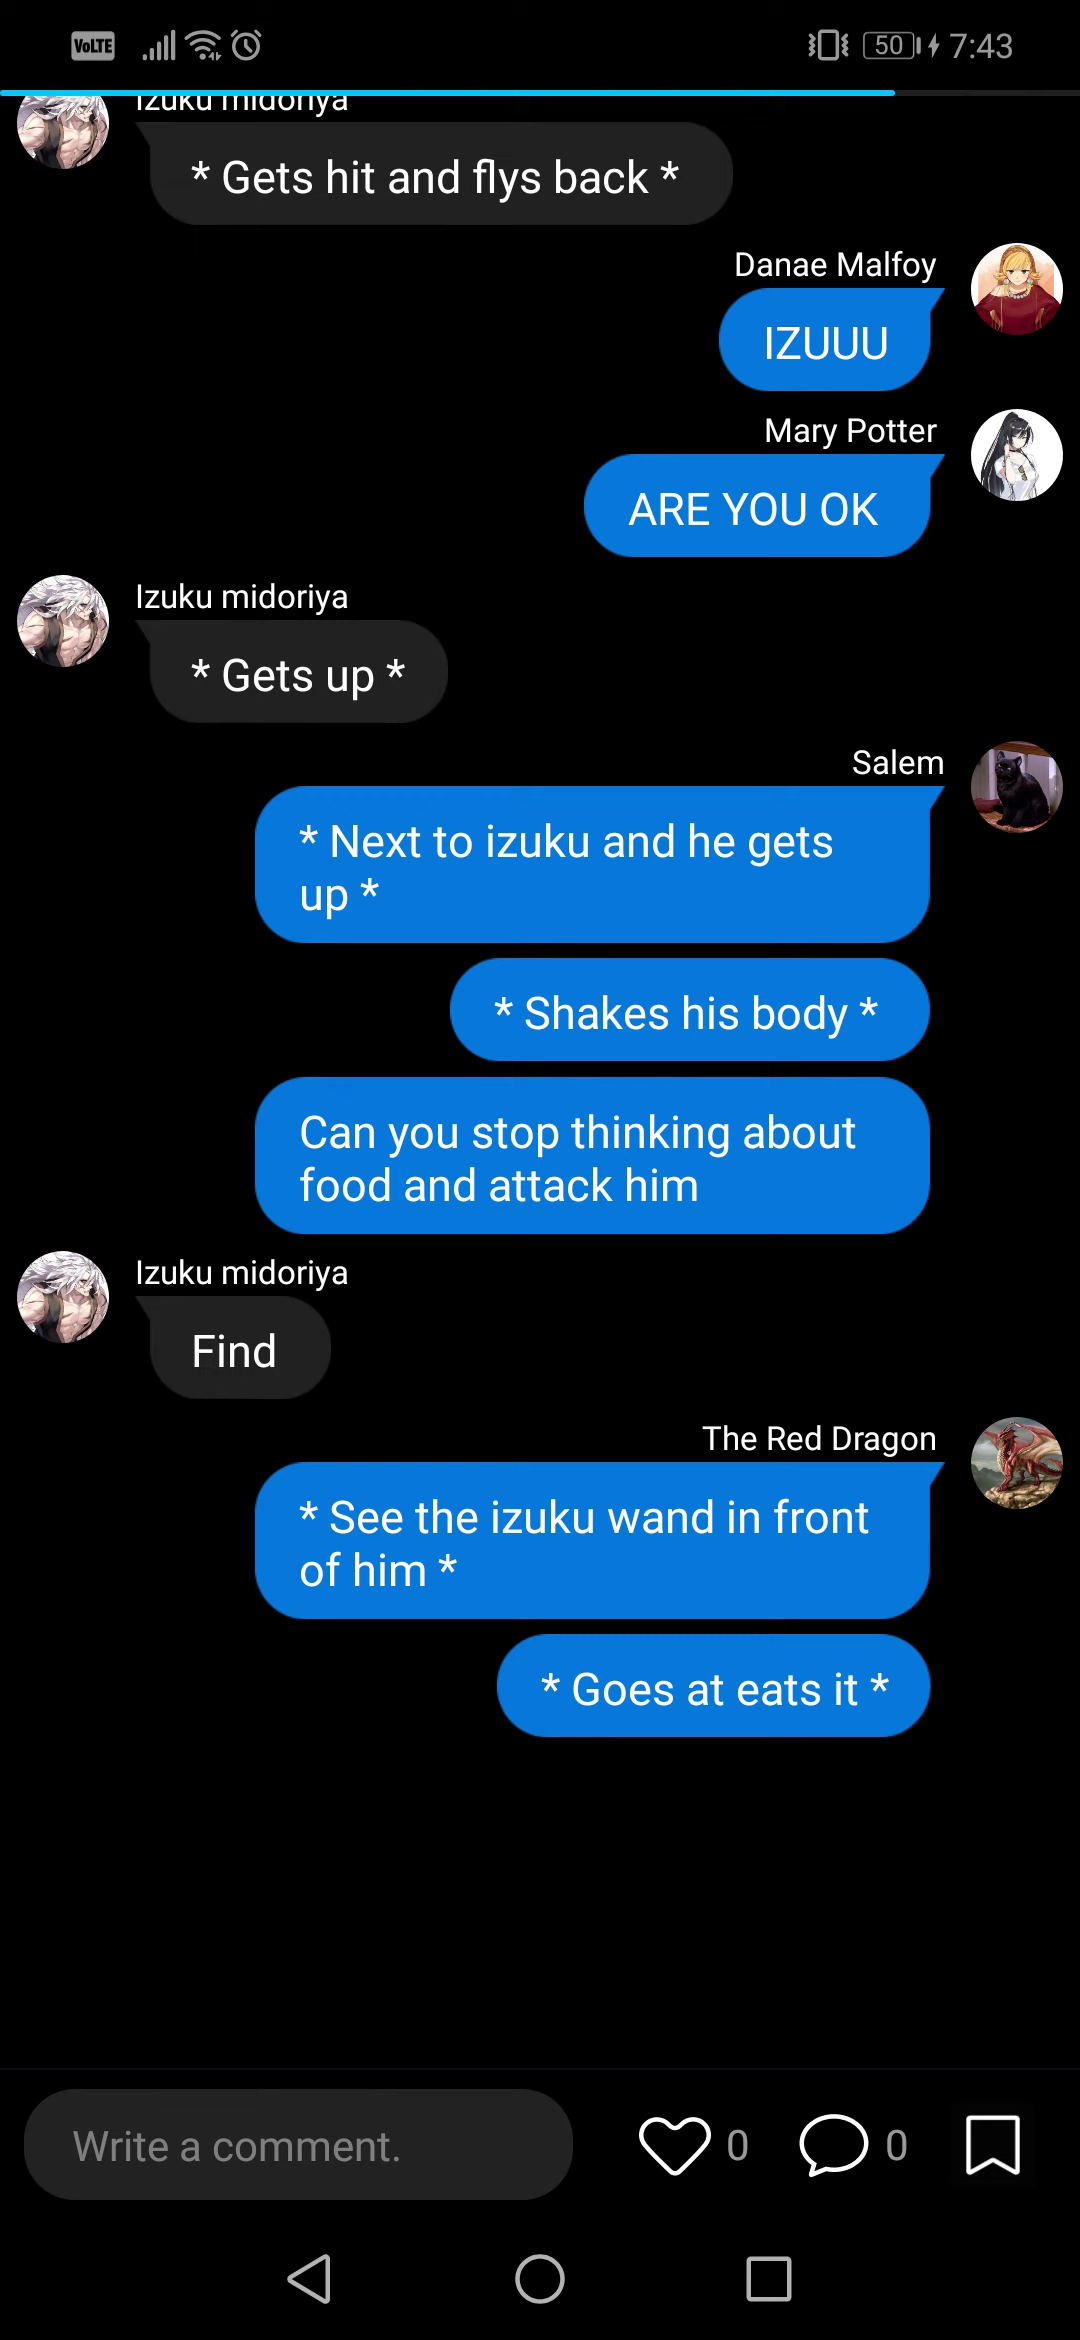 VoLTE
50
7:43
Izuku midoriya
* Gets hit and flys back *
Danae Malfoy
IZUUU
Mary Potter
ARE YOU OK
Izuku midoriya
* Gets up *
Salem
* Next to izuku and he gets
up *
* Shakes his body *
Can you stop thinking about
food and attack him
Izuku midoriya
Find
The Red Dragon
* See the izuku wand in front
of him *
* Goes at eats it *
Write a comment.
0
0